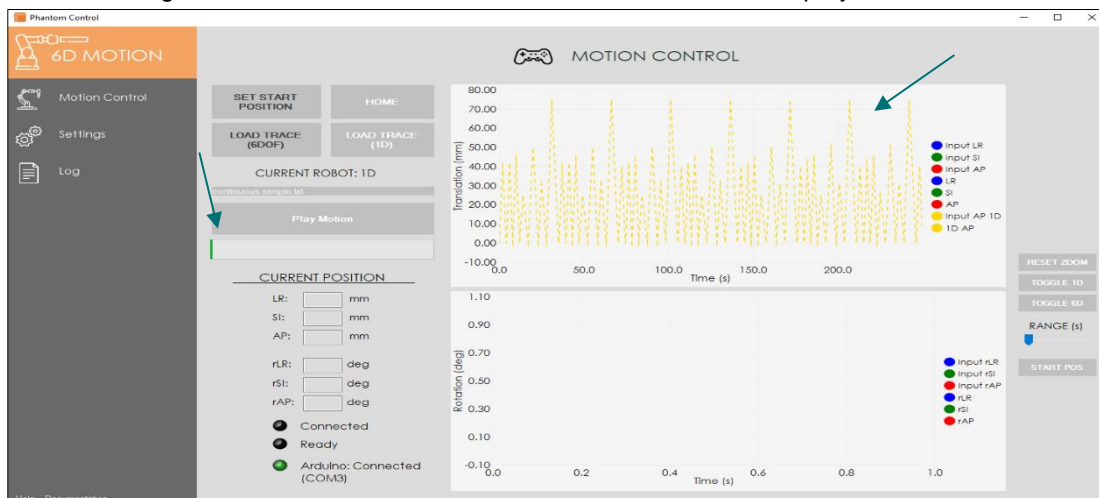 Phantom Control
6D MOTION
MOTION CONTROL
Motion Control
Settings
Log
SET START
POSITION
HOME
LOAD TRACE
(6DOF)
LOAD TRACE
(1D)
CURRENT ROBOT: 1D
continuous simple.txt
Play Motion
CURRENT POSITION
LR: mm
SI: mm
AP: mm
rLR: deg
rSI: deg
rAP: deg
Connected
Ready
Arduino: Connected
(COM3)
Translation (mm)
80.00
70.00
60.00
50.00
40.00
30.00
20.00
10.00
0.00
-10.00
0.0 50.0 100.0 150.0 200.0
Time (s)
Input LR
Input SI
Input AP
LR
SI
AP
Input AP 1D
1D AP
Rotation (deg)
1.10
0.90
0.70
0.50
0.30
0.10
-0.10
0.0 0.2 0.4 0.6 0.8 1.0
Time (s)
Input rLR
Input rSI
Input rAP
rLR
rSI
rAP
RESET ZOOM
TOGGLE 1D
TOGGLE 6D
RANGE (s)
START POS